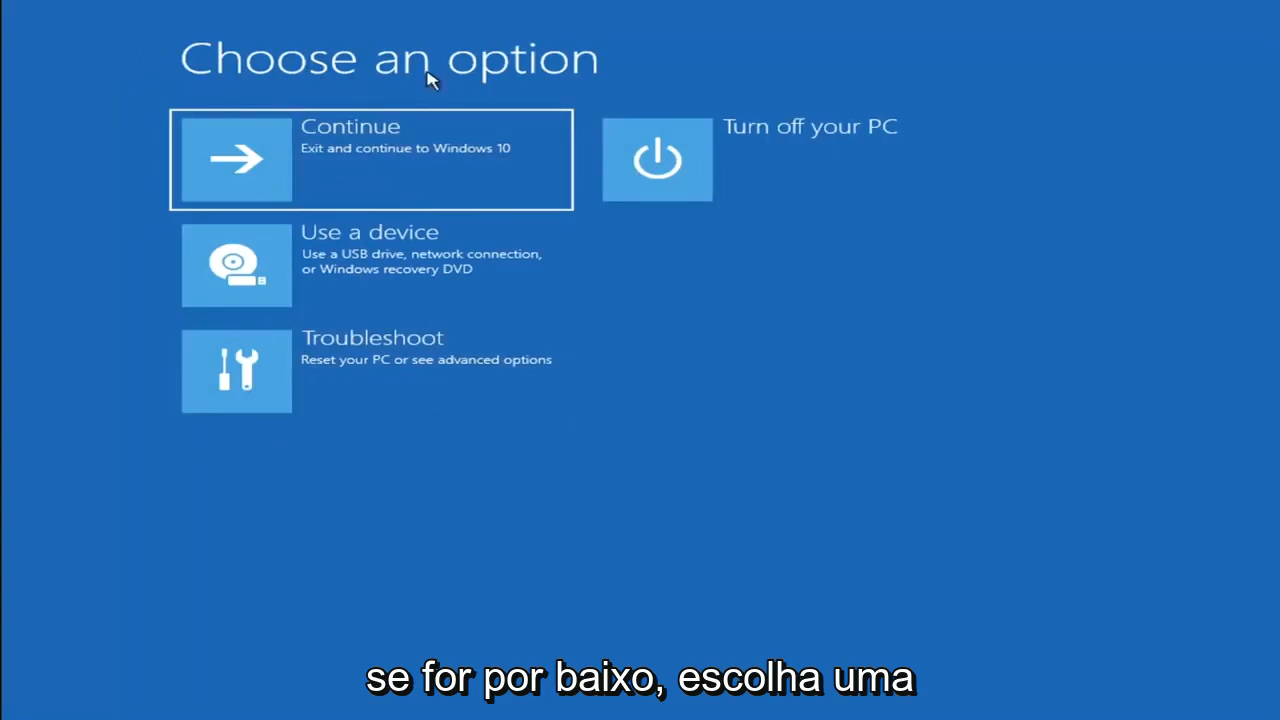 Choose an option
Continue
Exit and continue to Windows 10
Turn off your PC
Use a device
Use a USB drive, network connection,
or Windows recovery DVD
Troubleshoot
Reset your PC or see advanced options
se for por baixo, escolha uma